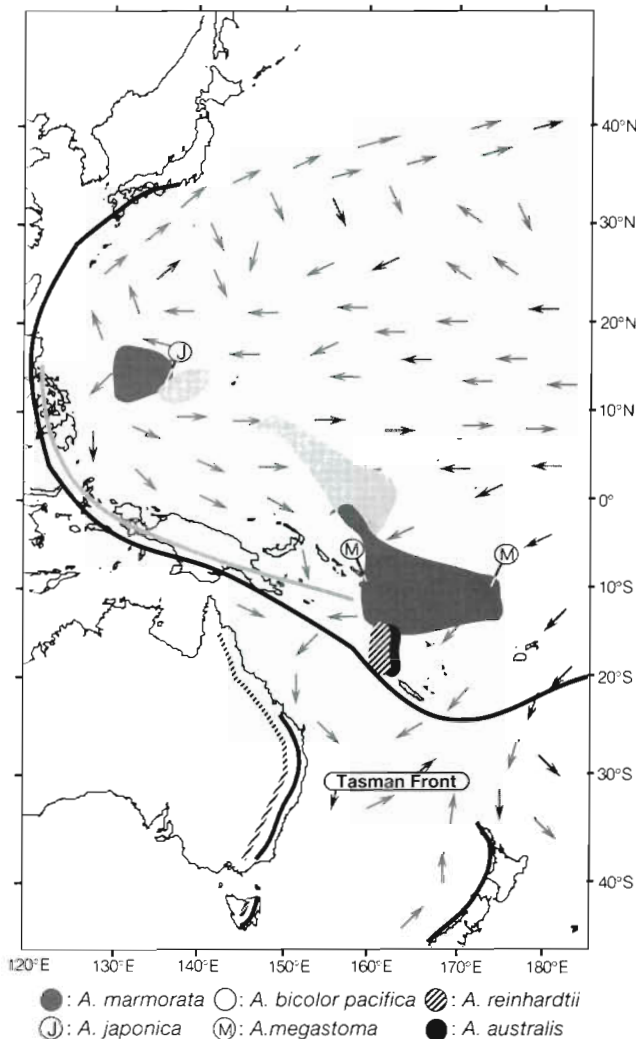 40°N
30°N
20°N
J
10°N
0°
M M
10°S
20°S
Tasman Front
30°S
40°S
120°E 130°E 140°E 150°E 160°E 170°E 180°E
: A. marmorata : A. bicolor pacifica : A. reinhardtii
J : A. japonica M : A.megastoma : A. australis